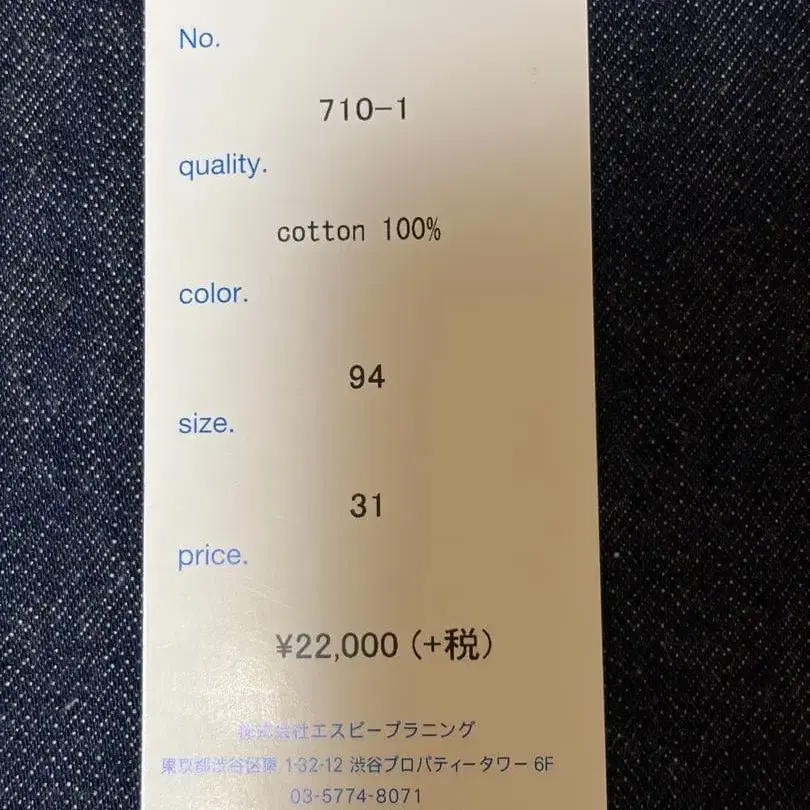 No.
710-1
quality.
cotton 100%
color.
94
size.
31
price.
¥22,000 (+税)
株式会社エスビープラニング
東京都渋谷区東 1-32-12 渋谷プロパティータワー 6F
03-5774-8071